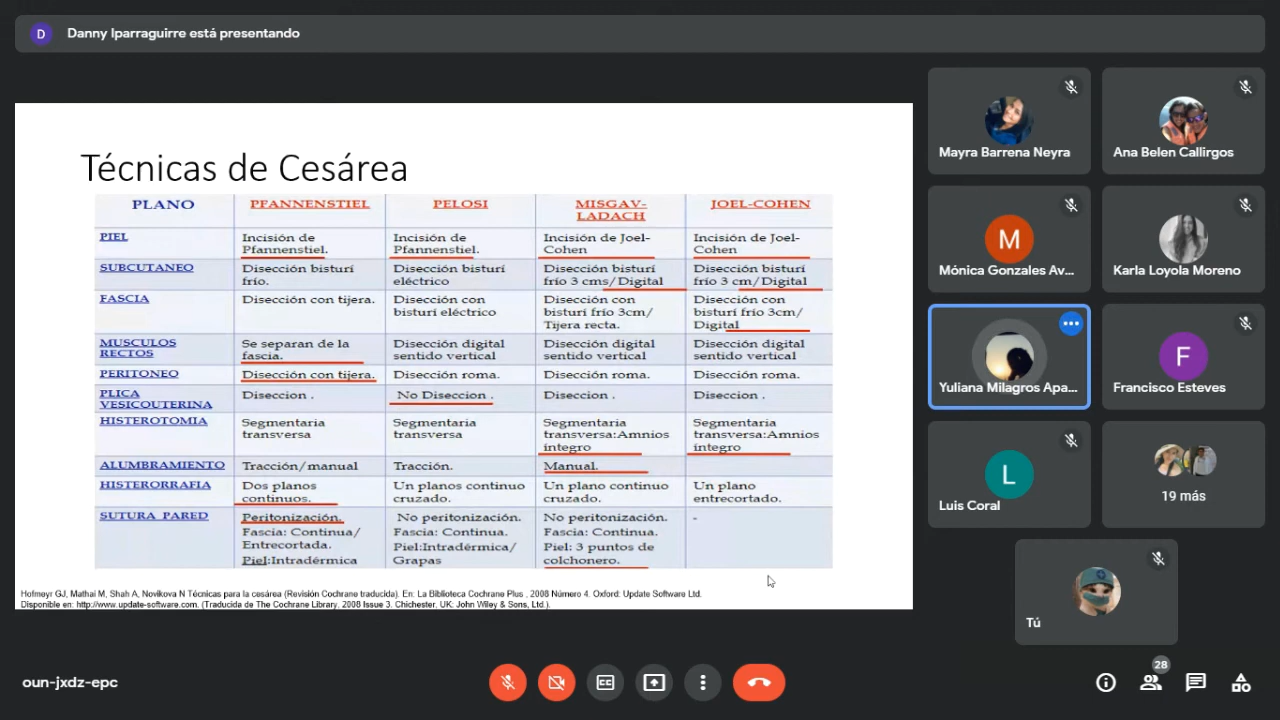 D
Danny Iparraguirre está presentando
Técnicas de Cesárea
PLANO
PFANNENSTIEL
PELOSI
MISGAV-
LADACH
JOEL-COHEN
PIEL
Incisión de
Pfannenstiel.
Incisión de
Pfannenstiel.
Incisión de Joel-
Cohen
Incisión de Joel-
Cohen
SUBCUTANEO
Disección bisturí
frío.
Disección bisturí
eléctrico
Disección bisturí
frío 3 cms/Digital
Disección bisturí
frío 3 cm/Digital
FASCIA
Disección con tijera.
Disección con
bisturí eléctrico
Disección con
bisturí frío 3cm/
Tijera recta.
Disección con
bisturí frío 3cm/
Digital
MUSCULOS
RECTOS
Se separan de la
fascia.
Disección digital
sentido vertical
Disección digital
sentido vertical
Disección digital
sentido vertical
PERITONEO
Disección con tijera.
Disección roma.
Disección roma.
Disección roma.
PLICA
VESICOUTERINA
Diseccion .
No Diseccion .
Diseccion .
Diseccion .
HISTEROTOMIA
Segmentaria
transversa
Segmentaria
transversa
Segmentaria
transversa:Amnios
integro
Segmentaria
transversa:Amnios
integro
ALUMBRAMIENTO
Tracción/manual
Tracción.
Manual.
HISTERORRAFIA
Dos planos
continuos.
Un planos continuo
cruzado.
Un plano continuo
cruzado.
Un plano
entrecortado.
SUTURA PARED
Peritonización.
Fascia: Continua/
Entrecortada.
Piel:Intradérmica
No peritonización.
Fascia: Continua.
Piel:Intradérmica/
Grapas
No peritonización.
Fascia: Continua.
Piel: 3 puntos de
colchonero.
-
Hofmeyr GJ, Mathai M, Shah A, Novikova N Técnicas para la cesárea (Revisión Cochrane traducida). En: La Biblioteca Cochrane Plus , 2008 Número 4. Oxford: Update Software Ltd.
Disponible en: http://www.update-software.com. (Traducida de The Cochrane Library, 2008 Issue 3. Chichester, UK: John Wiley & Sons, Ltd.).
Mayra Barrena Neyra
Ana Belen Callirgos
M
Mónica Gonzales Av...
Karla Loyola Moreno
Yuliana Milagros Apa...
F
Francisco Esteves
L
Luis Coral
19 más
Tú
oun-jxdz-epc
CC
28